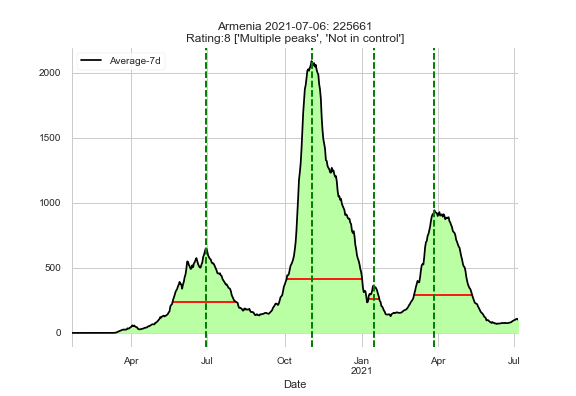 Armenia 2021-07-06: 225661
Rating:8 ['Multiple peaks', 'Not in control']
Average-7d
2000
1500
1000
500
0
Apr Jul Oct Jan Apr Jul
2021
Date